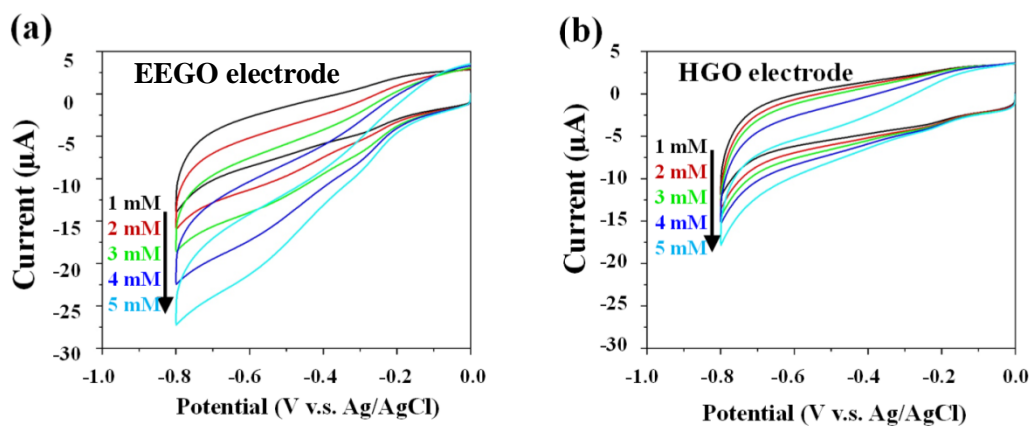 (a)
EEGO electrode
5
0
-5
-10
-15
-20
-25
-30
Current (µA)
1 mM
2 mM
3 mM
4 mM
5 mM
-1.0 -0.8 -0.6 -0.4 -0.2 0.0
Potential (V v.s. Ag/AgCl)
(b)
HGO electrode
5
0
-5
-10
-15
-20
-25
-30
Current (µA)
1 mM
2 mM
3 mM
4 mM
5 mM
-1.0 -0.8 -0.6 -0.4 -0.2 0.0
Potential (V v.s. Ag/AgCl)